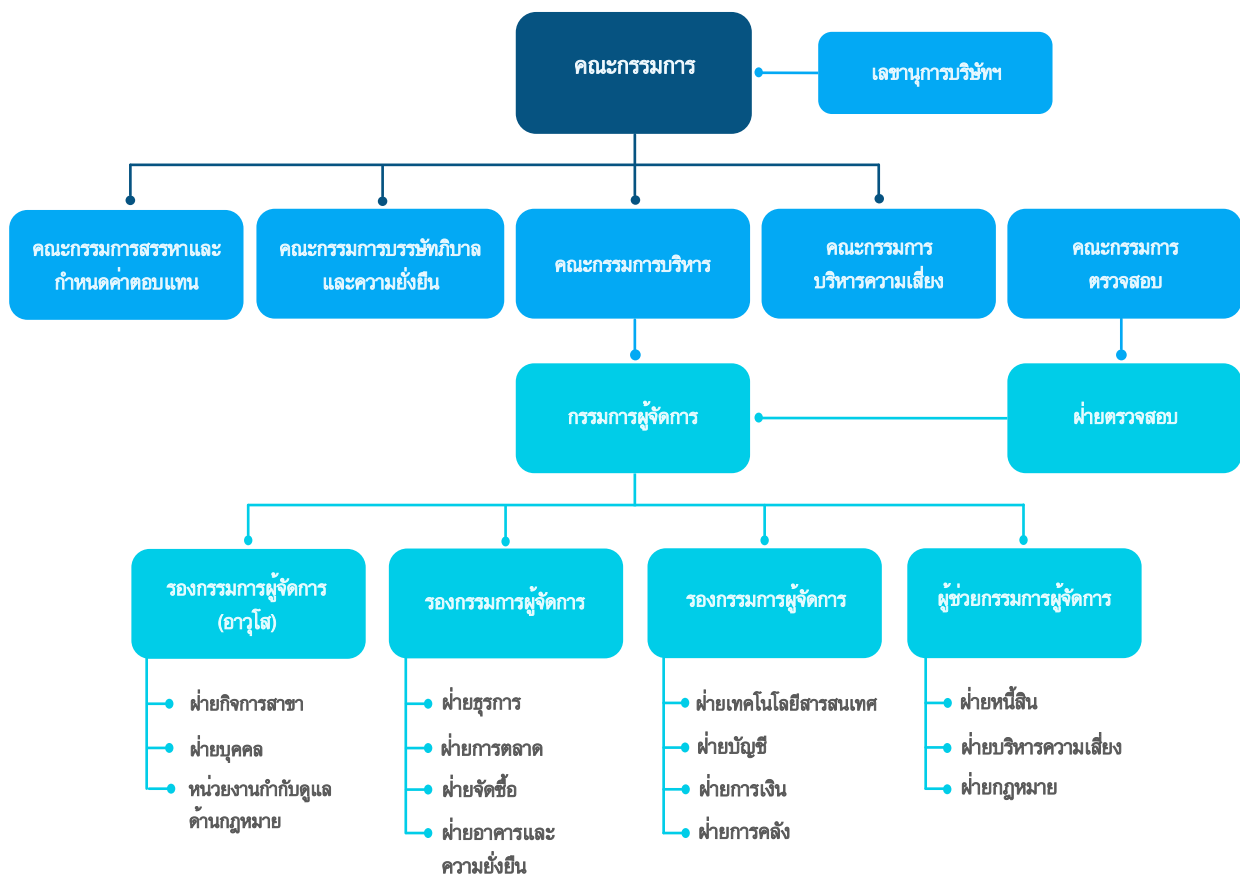 คณะกรรมการ
เลขานุการบริษัทฯ
คณะกรรมการสรรหาและ
กำหนดค่าตอบแทน
คณะกรรมการบรรษัทภิบาล
และความยั่งยืน
คณะกรรมการบริหาร
คณะกรรมการ
บริหารความเสี่ยง
คณะกรรมการ
ตรวจสอบ
กรรมการผู้จัดการ
ฝ่ายตรวจสอบ
รองกรรมการผู้จัดการ
(อาวุโส)
รองกรรมการผู้จัดการ
รองกรรมการผู้จัดการ
ผู้ช่วยกรรมการผู้จัดการ
ฝ่ายกิจการสาขา
ฝ่ายบุคคล
หน่วยงานกำกับดูแล
ด้านกฎหมาย
ฝ่ายธุรการ
ฝ่ายการตลาด
ฝ่ายจัดซื้อ
ฝ่ายอาคารและ
ความยั่งยืน
ฝ่ายเทคโนโลยีสารสนเทศ
ฝ่ายบัญชี
ฝ่ายการเงิน
ฝ่ายการคลัง
ฝ่ายหนี้สิน
ฝ่ายบริหารความเสี่ยง
ฝ่ายกฎหมาย